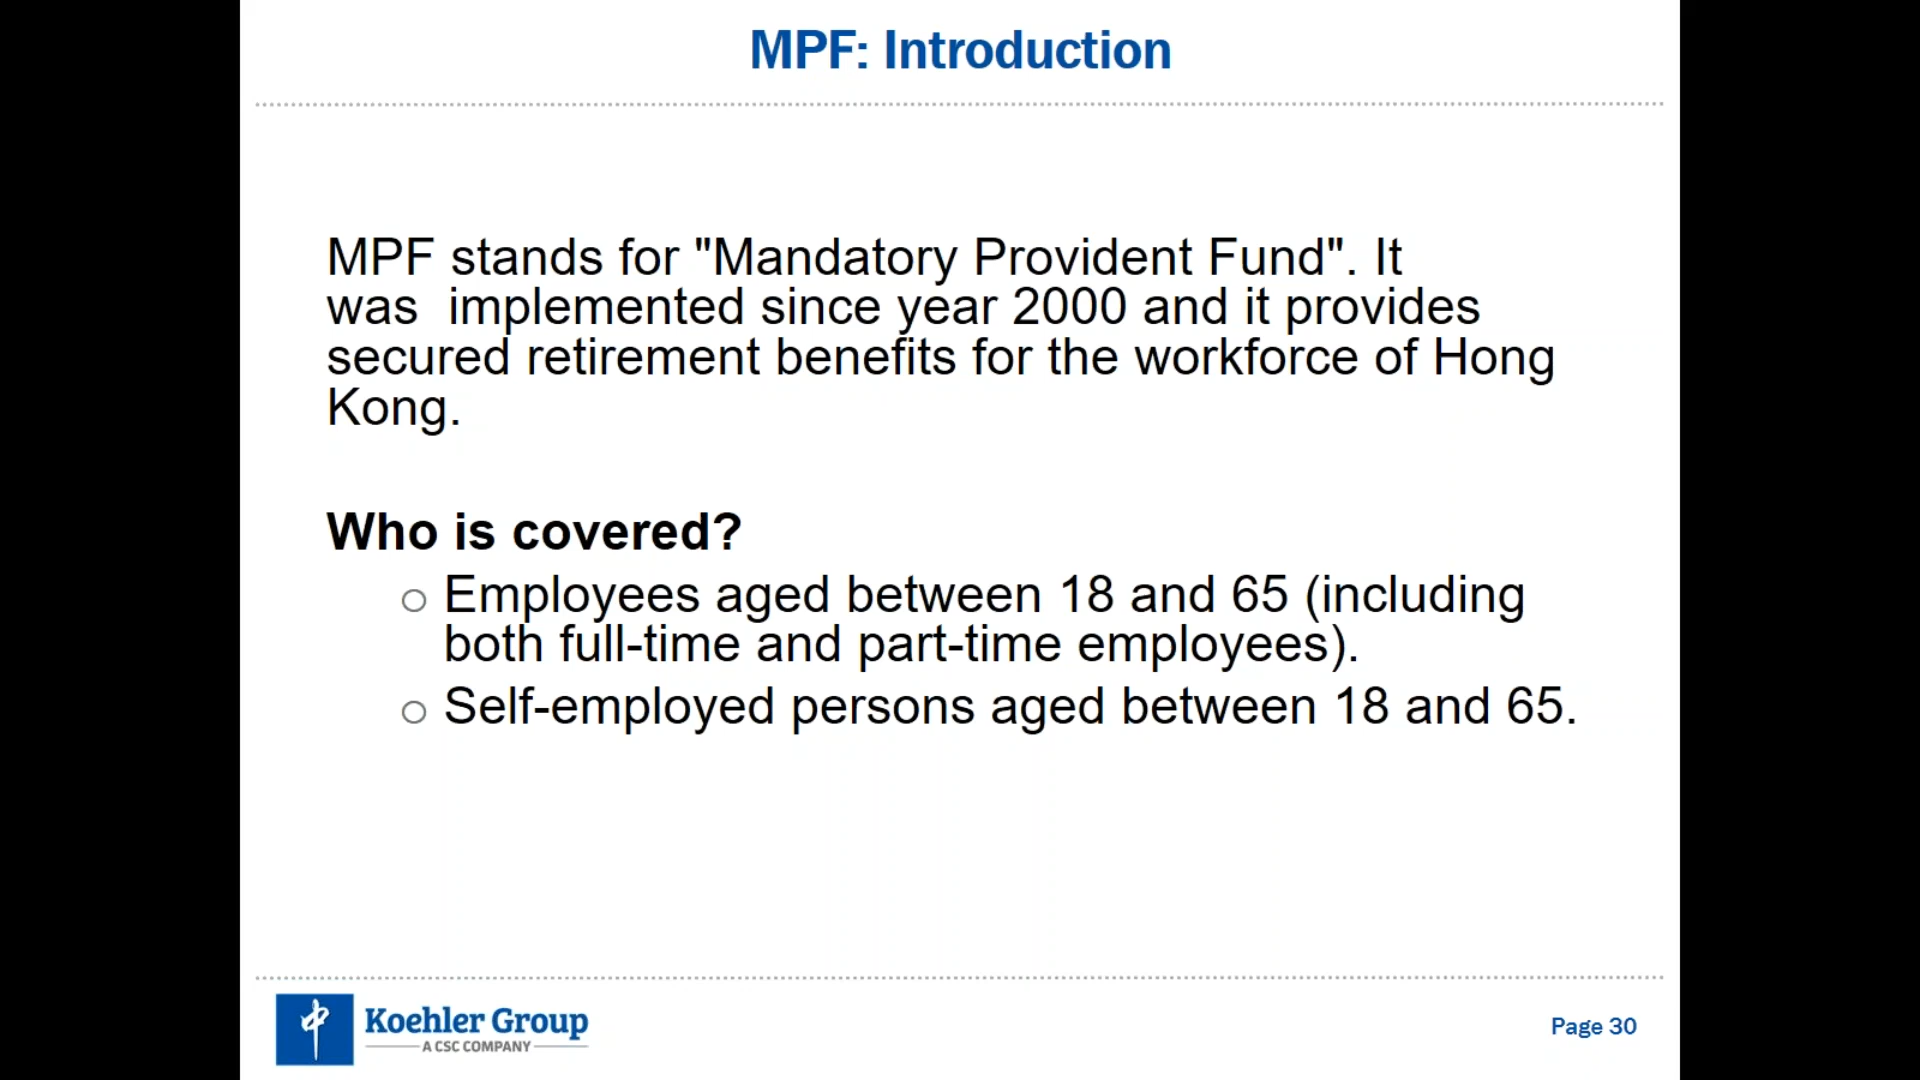 MPF: Introduction
MPF stands for "Mandatory Provident Fund". It
was  implemented since year 2000 and it provides
secured retirement benefits for the workforce of Hong
Kong.
Who is covered?
○ Employees aged between 18 and 65 (including
both full-time and part-time employees).
○ Self-employed persons aged between 18 and 65.
Koehler Group
A CSC COMPANY
Page 30